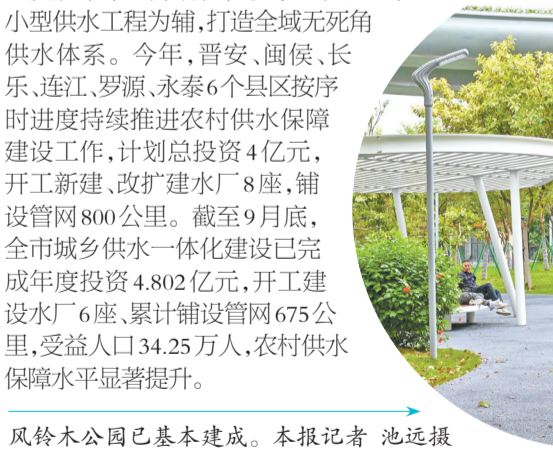 小型供水工程为辅,打造全域无死角
供水体系。今年,晋安、闽侯、长
乐、连江、罗源、永泰6个县区按序
时进度持续推进农村供水保障
建设工作,计划总投资4亿元,
开工新建、改扩建水厂8座,铺
设管网800公里。截至9月底,
全市城乡供水一体化建设已完
成年度投资4.802亿元,开工建
设水厂6座、累计铺设管网675公
里,受益人口34.25万人,农村供水
保障水平显著提升。
风铃木公园已基本建成。本报记者 池远摄